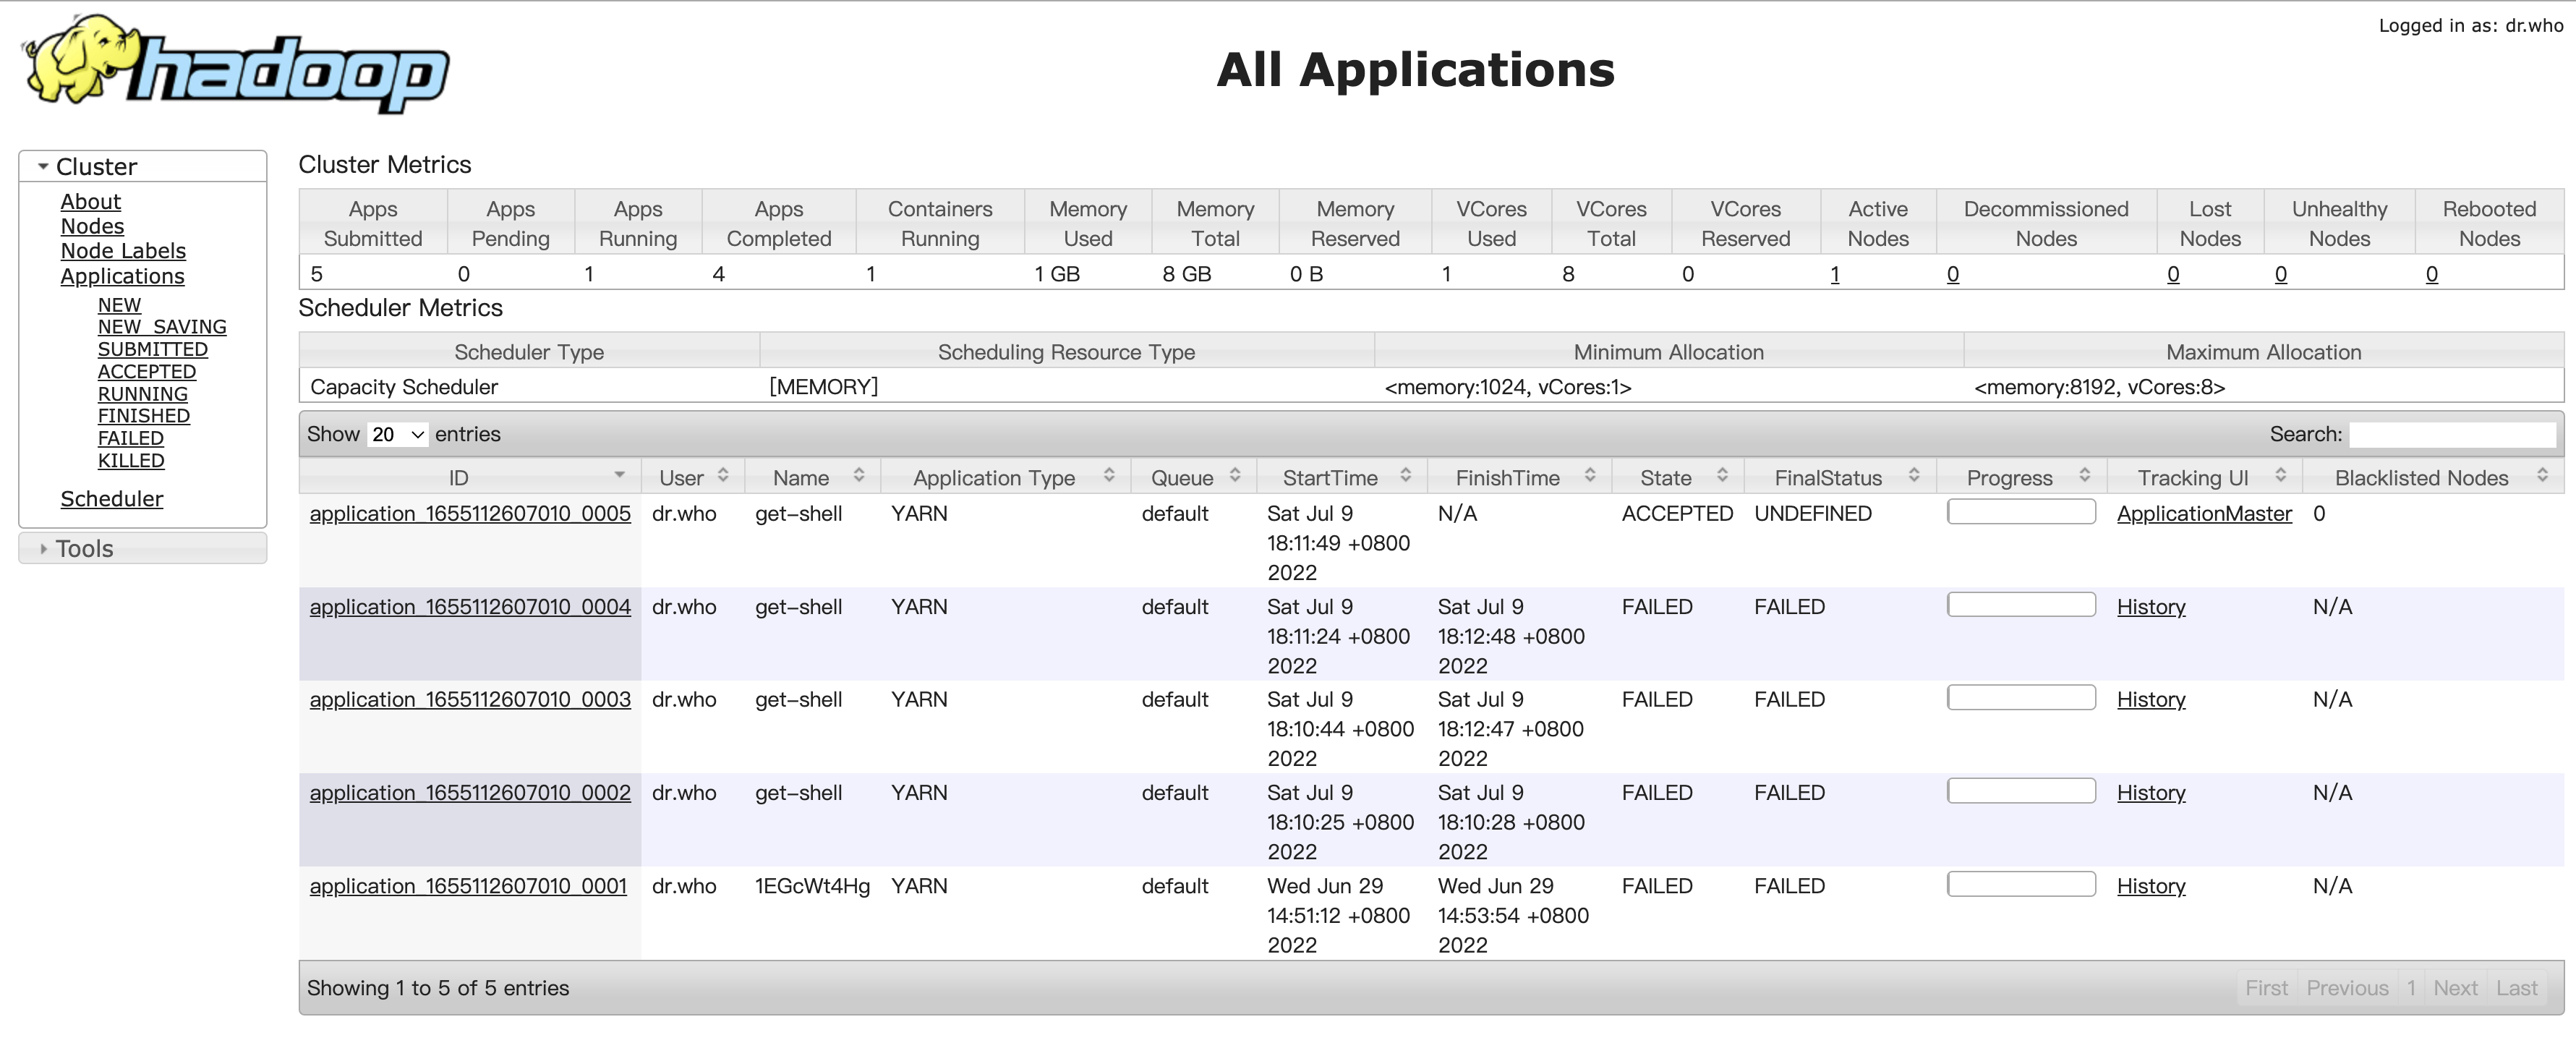 hadoop
All Applications
Logged in as: dr.who
Cluster
About
Nodes
Node Labels
Applications
NEW
NEW_SAVING
SUBMITTED
ACCEPTED
RUNNING
FINISHED
FAILED
KILLED
Scheduler
Tools
Cluster Metrics
Apps Submitted Apps Pending Apps Running Apps Completed Containers Running Memory Used Memory Total Memory Reserved VCores Used VCores Total VCores Reserved Active Nodes Decommissioned Nodes Lost Nodes Unhealthy Nodes Rebooted Nodes
5 0 1 4 1 1 GB 8 GB 0 B 1 8 0 1 0 0 0 0
Scheduler Metrics
Scheduler Type Scheduling Resource Type Minimum Allocation Maximum Allocation
Capacity Scheduler [MEMORY] <memory:1024, vCores:1> <memory:8192, vCores:8>
Show 20 entries Search:
ID User Name Application Type Queue StartTime FinishTime State FinalStatus Progress Tracking UI Blacklisted Nodes
application_1655112607010_0005 dr.who get-shell YARN default Sat Jul 9 18:11:49 +0800 2022 N/A ACCEPTED UNDEFINED ApplicationMaster 0
application_1655112607010_0004 dr.who get-shell YARN default Sat Jul 9 18:11:24 +0800 2022 Sat Jul 9 18:12:48 +0800 2022 FAILED FAILED History N/A
application_1655112607010_0003 dr.who get-shell YARN default Sat Jul 9 18:10:44 +0800 2022 Sat Jul 9 18:12:47 +0800 2022 FAILED FAILED History N/A
application_1655112607010_0002 dr.who get-shell YARN default Sat Jul 9 18:10:25 +0800 2022 Sat Jul 9 18:10:28 +0800 2022 FAILED FAILED History N/A
application_1655112607010_0001 dr.who 1EGcWt4Hg YARN default Wed Jun 29 14:51:12 +0800 2022 Wed Jun 29 14:53:54 +0800 2022 FAILED FAILED History N/A
Showing 1 to 5 of 5 entries
First Previous 1 Next Last